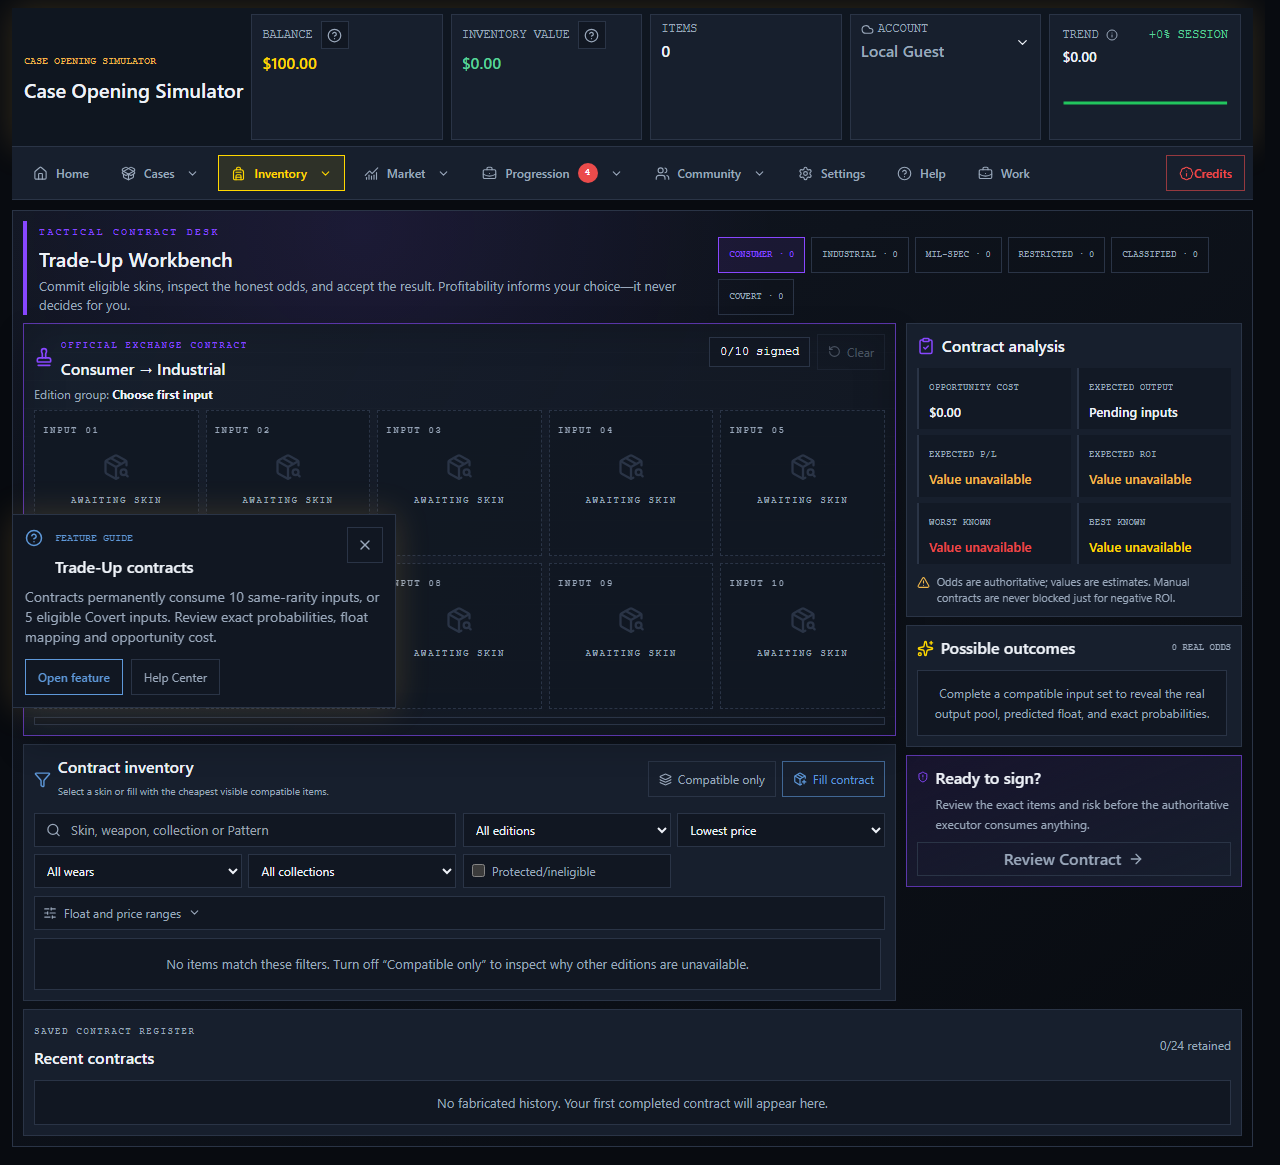 CASE OPENING SIMULATOR
Case Opening Simulator
BALANCE
$100.00
INVENTORY VALUE
$0.00
ITEMS
0
ACCOUNT
Local Guest
TREND
+0% SESSION
$0.00
Home
Cases
Inventory
Market
Progression
4
Community
Settings
Help
Work
Credits
TACTICAL CONTRACT DESK
Trade-Up Workbench
Commit eligible skins, inspect the honest odds, and accept the result. Profitability informs your choice—it never
decides for you.
CONSUMER · 0
INDUSTRIAL · 0
MIL-SPEC · 0
RESTRICTED · 0
CLASSIFIED · 0
COVERT · 0
OFFICIAL EXCHANGE CONTRACT
Consumer → Industrial
0/10 signed
Clear
Edition group: Choose first input
INPUT 01
AWAITING SKIN
INPUT 02
AWAITING SKIN
INPUT 03
AWAITING SKIN
INPUT 04
AWAITING SKIN
INPUT 05
AWAITING SKIN
FEATURE GUIDE
Trade-Up contracts
Contracts permanently consume 10 same-rarity inputs, or
5 eligible Covert inputs. Review exact probabilities, float
mapping and opportunity cost.
Open feature
Help Center
NPUT 08
AWAITING SKIN
INPUT 09
AWAITING SKIN
INPUT 10
AWAITING SKIN
Contract analysis
OPPORTUNITY COST
$0.00
EXPECTED OUTPUT
Pending inputs
EXPECTED P/L
Value unavailable
EXPECTED ROI
Value unavailable
WORST KNOWN
Value unavailable
BEST KNOWN
Value unavailable
Odds are authoritative; values are estimates. Manual
contracts are never blocked just for negative ROI.
Possible outcomes
0 REAL ODDS
Complete a compatible input set to reveal the real
output pool, predicted float, and exact probabilities.
Ready to sign?
Review the exact items and risk before the authoritative
executor consumes anything.
Review Contract →
Contract inventory
Select a skin or fill with the cheapest visible compatible items.
Compatible only
Fill contract
Skin, weapon, collection or Pattern
All editions
Lowest price
All wears
All collections
Protected/ineligible
Float and price ranges
No items match these filters. Turn off “Compatible only” to inspect why other editions are unavailable.
SAVED CONTRACT REGISTER
Recent contracts
0/24 retained
No fabricated history. Your first completed contract will appear here.